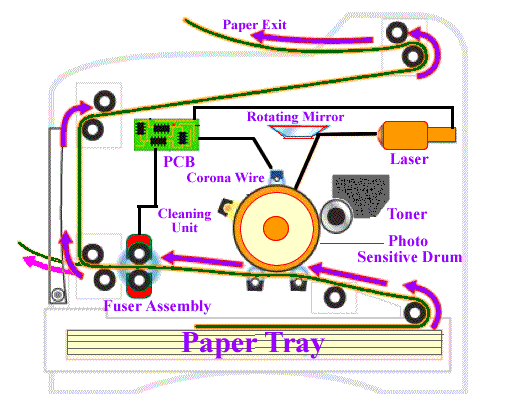 Paper Exit
Rotating Mirror
PCB
Laser
Corona Wire
Cleaning
Unit
Toner
Photo
Sensitive Drum
Fuser Assembly
Paper Tray